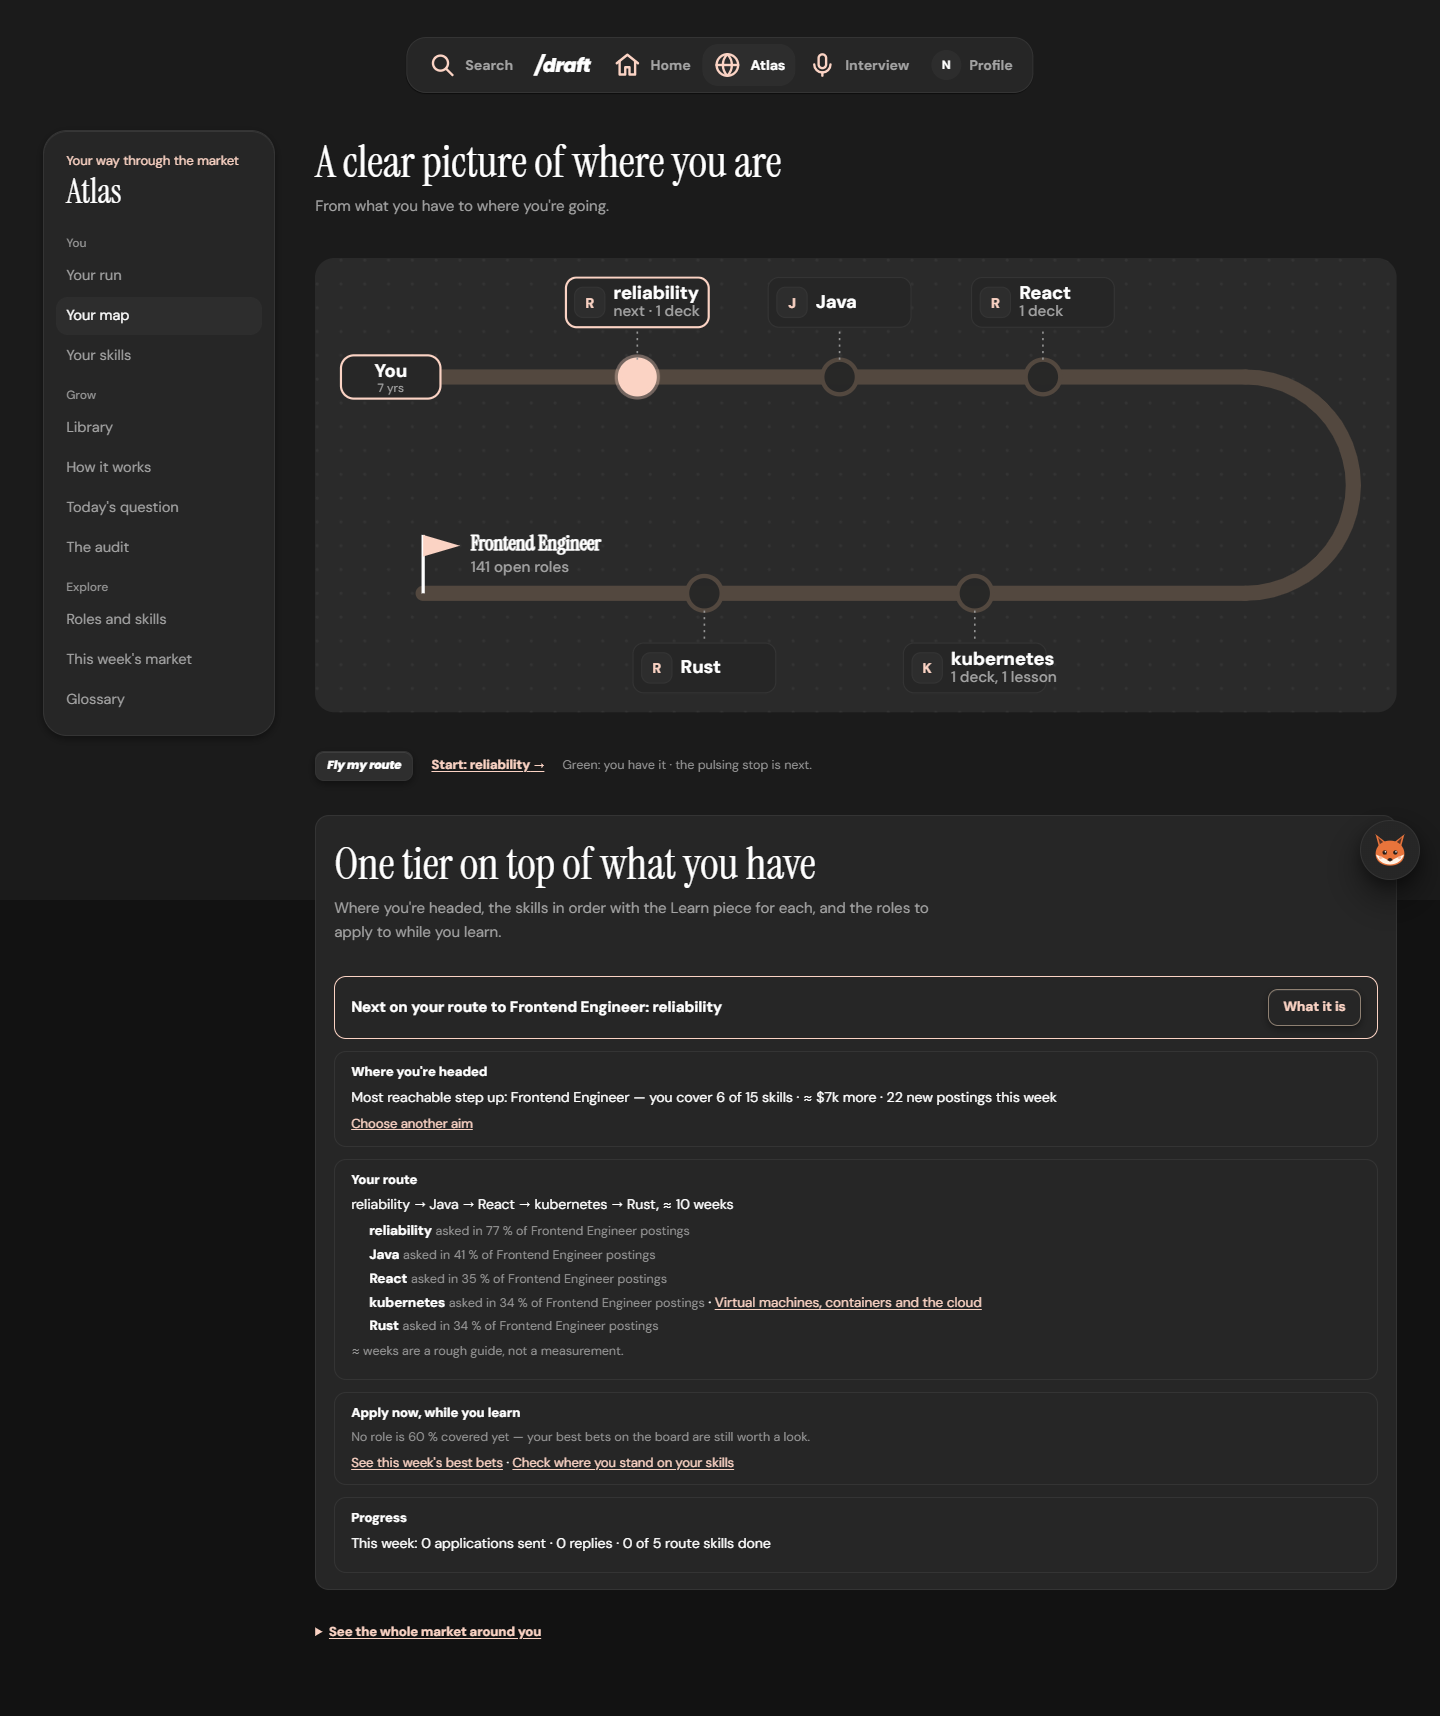 Search
/draft
Home
Atlas
Interview
N
Profile
Your way through the market
Atlas
You
Your run
Your map
Your skills
Grow
Library
How it works
Today's question
The audit
Explore
Roles and skills
This week's market
Glossary
A clear picture of where you are
From what you have to where you're going.
R
reliability
next · 1 deck
J
Java
R
React
1 deck
You
7 yrs
Frontend Engineer
141 open roles
R
Rust
K
kubernetes
1 deck, 1 lesson
Fly my route
Start: reliability →
Green: you have it · the pulsing stop is next.
One tier on top of what you have
Where you're headed, the skills in order with the Learn piece for each, and the roles to
apply to while you learn.
Next on your route to Frontend Engineer: reliability
What it is
Where you're headed
Most reachable step up: Frontend Engineer — you cover 6 of 15 skills · ≈ $7k more · 22 new postings this week
Choose another aim
Your route
reliability → Java → React → kubernetes → Rust, ≈ 10 weeks
reliability asked in 77 % of Frontend Engineer postings
Java asked in 41 % of Frontend Engineer postings
React asked in 35 % of Frontend Engineer postings
kubernetes asked in 34 % of Frontend Engineer postings · Virtual machines, containers and the cloud
Rust asked in 34 % of Frontend Engineer postings
≈ weeks are a rough guide, not a measurement.
Apply now, while you learn
No role is 60 % covered yet — your best bets on the board are still worth a look.
See this week's best bets · Check where you stand on your skills
Progress
This week: 0 applications sent · 0 replies · 0 of 5 route skills done
▶ See the whole market around you